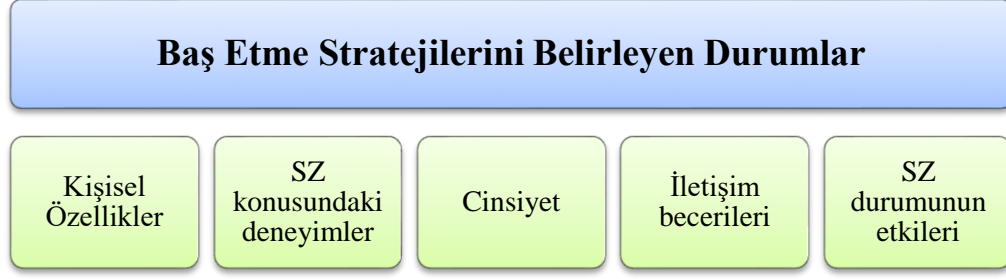 Baş Etme Stratejilerini Belirleyen Durumlar
Kişisel
Özellikler
SZ
konusundaki
deneyimler
Cinsiyet
İletişim
becerileri
SZ
durumunun
etkileri